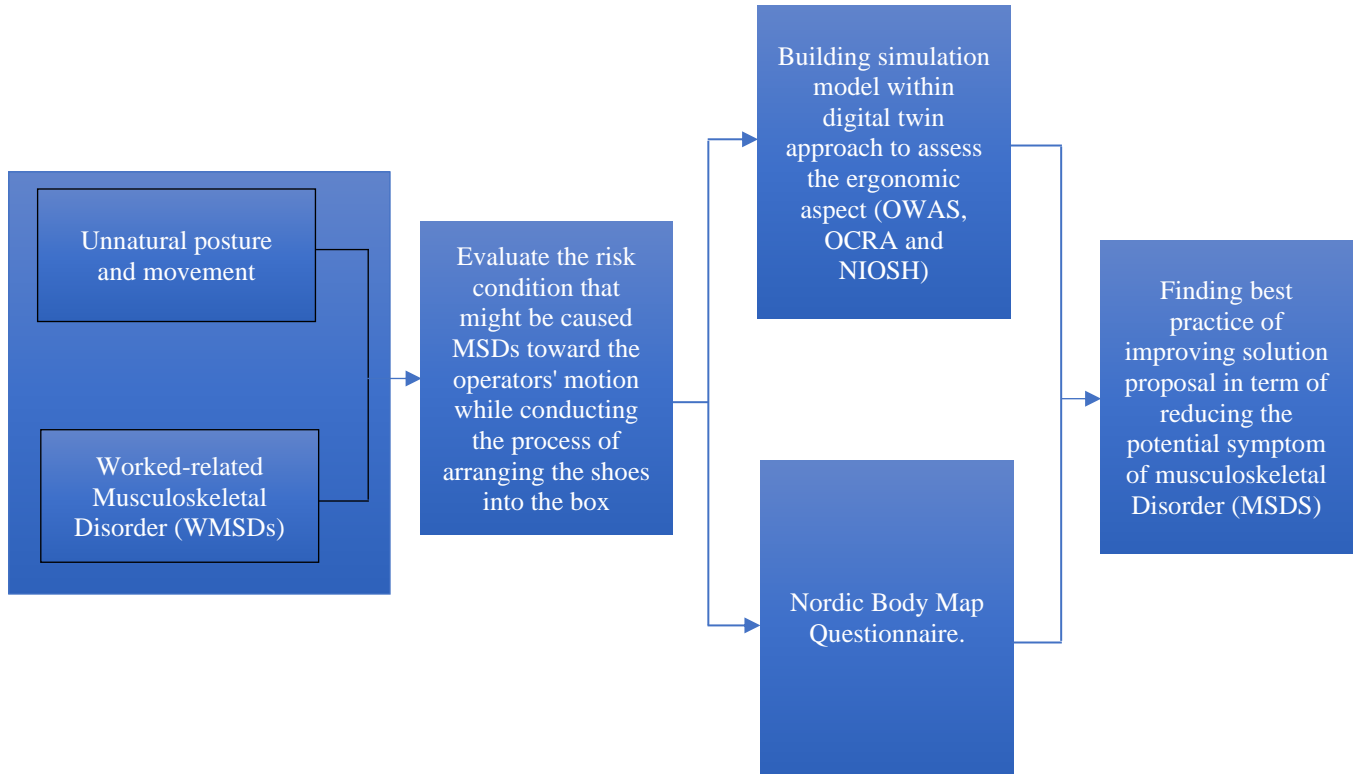 Unnatural posture
and movement
Worked-related
Musculoskeletal
Disorder (WMSDs)
Evaluate the risk
condition that
might be caused
MSDs toward the
operators' motion
while conducting
the process of
arranging the shoes
into the box
Building simulation
model within
digital twin
approach to assess
the ergonomic
aspect (OWAS,
OCRA and
NIOSH)
Nordic Body Map
Questionnaire.
Finding best
practice of
improving solution
proposal in term of
reducing the
potential symptom
of musculoskeletal
Disorder (MSDS)